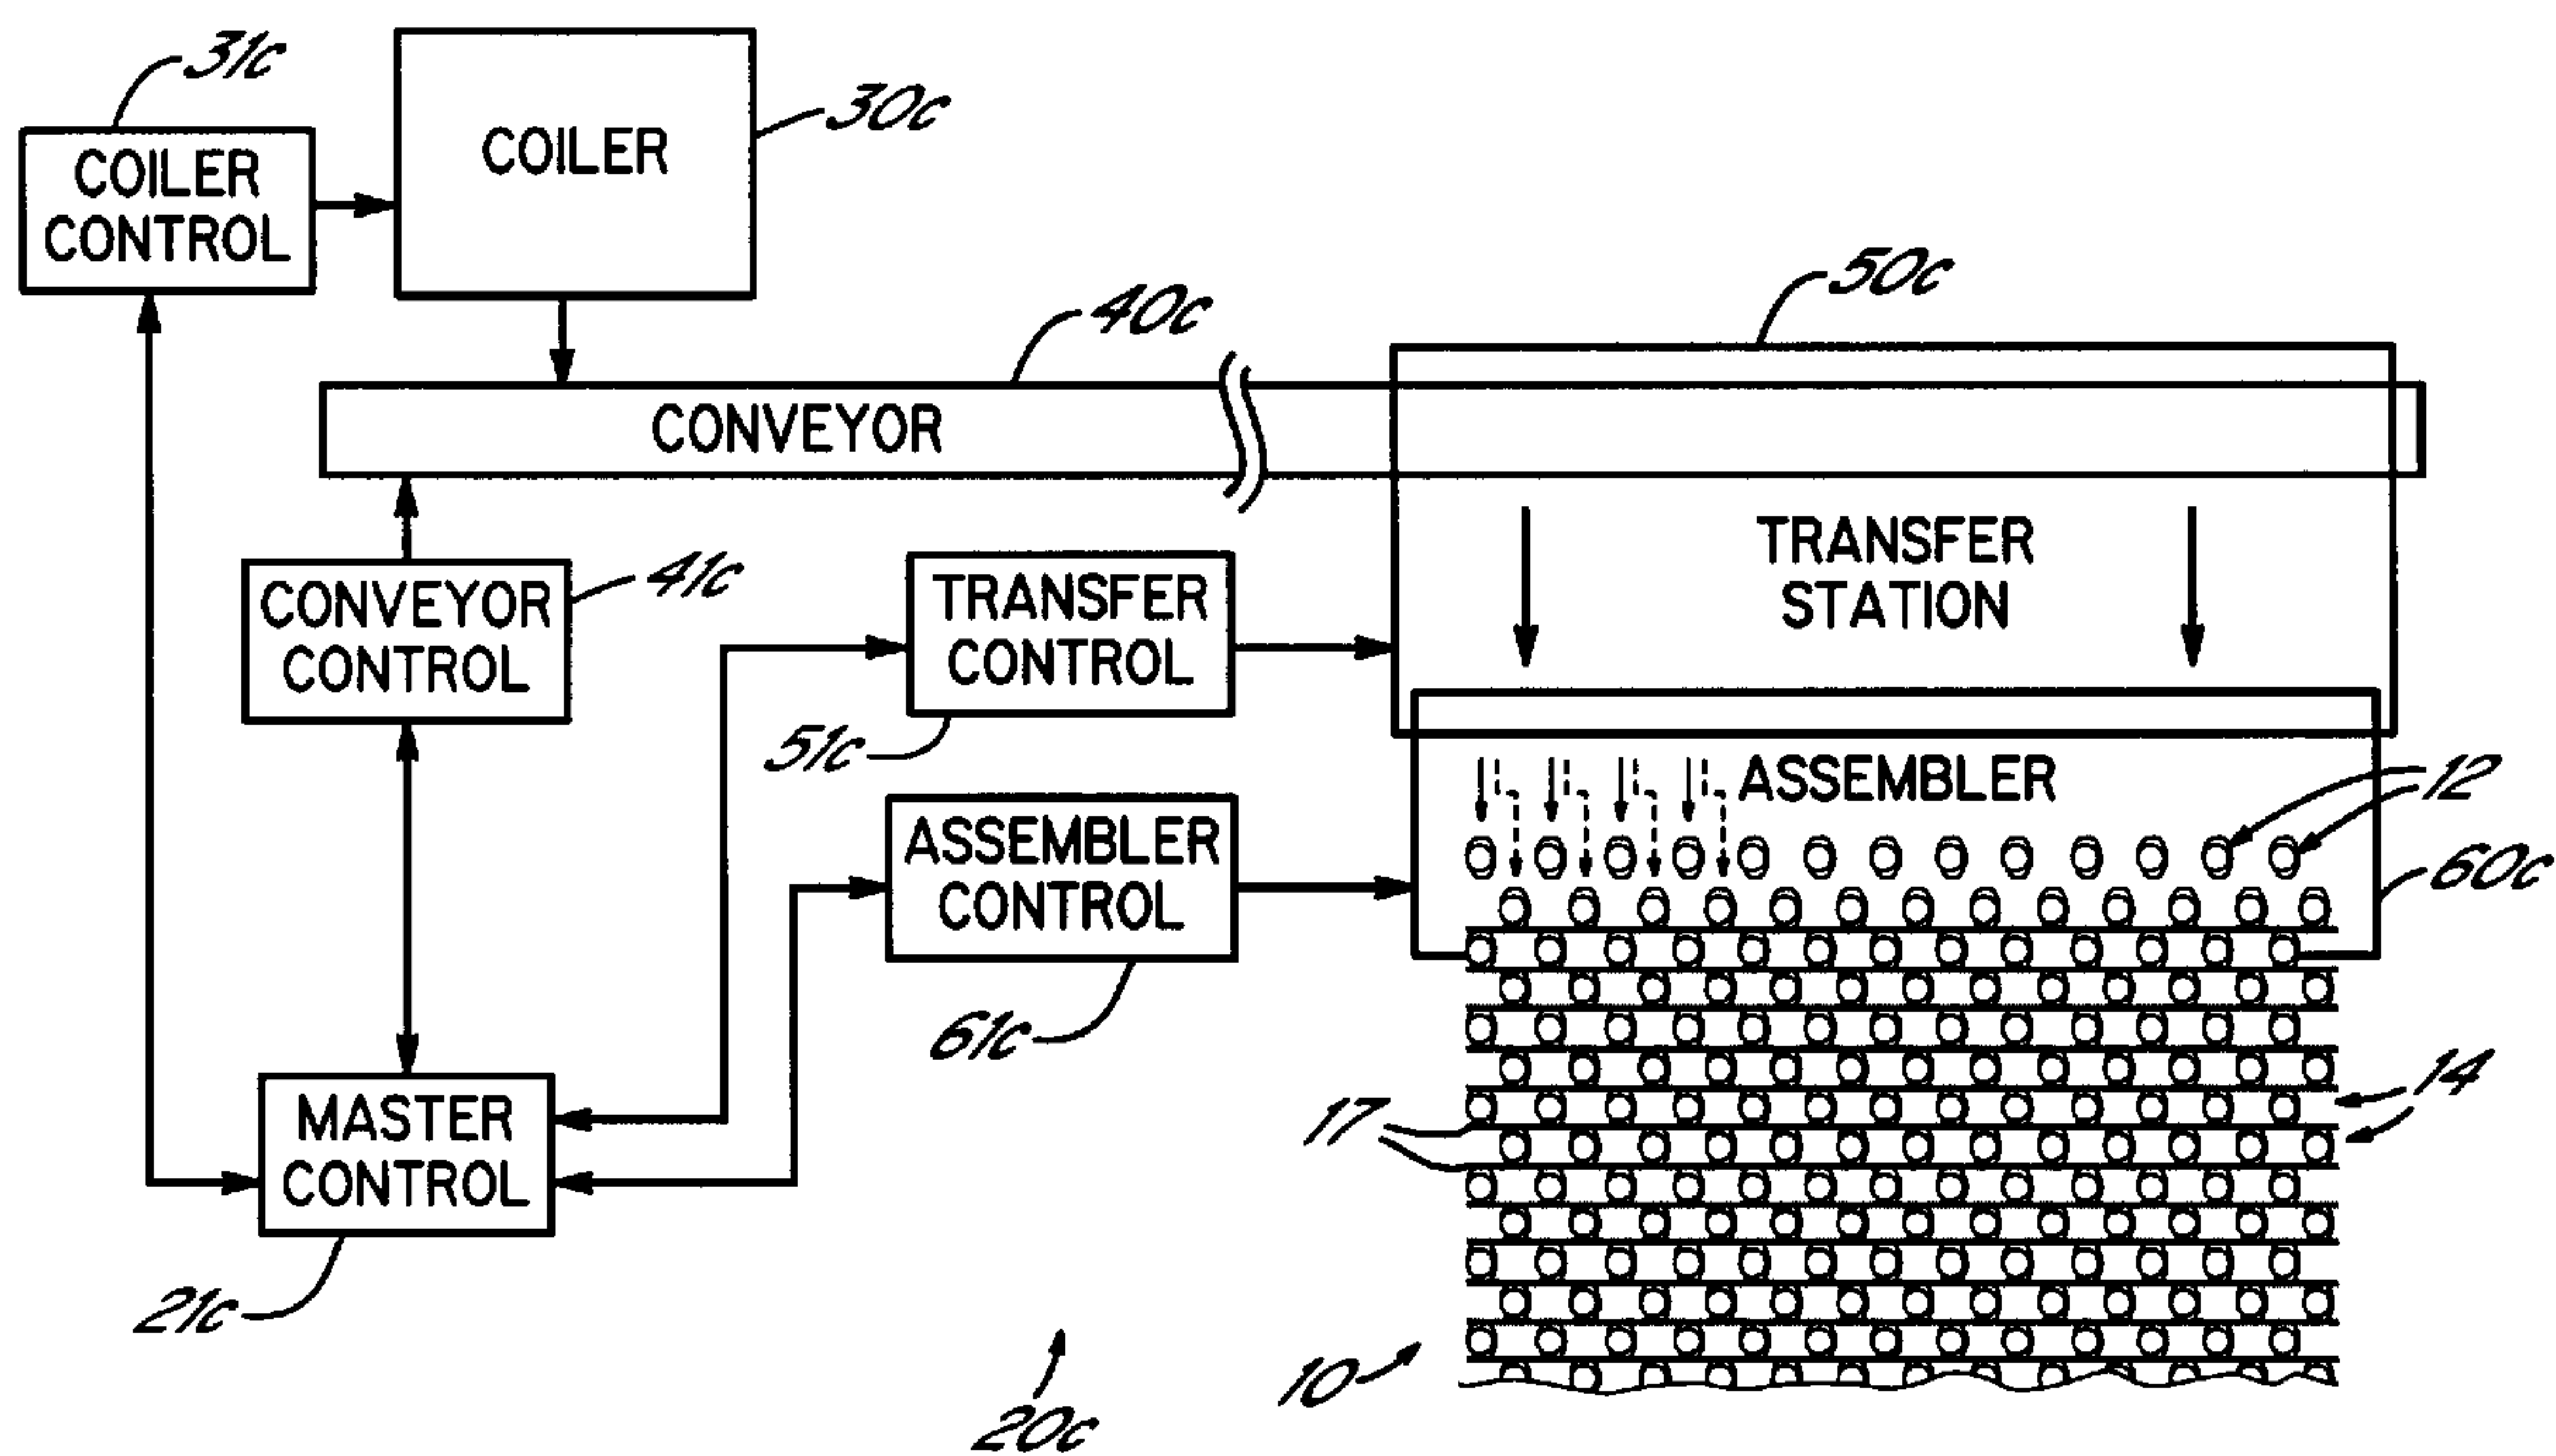 31c
COILER
CONTROL
COILER
30c
40c
50c
CONVEYOR
CONVEYOR
CONTROL
41c
TRANSFER
CONTROL
51c
TRANSFER
STATION
ASSEMBLER
12
ASSEMBLER
CONTROL
60c
61c
MASTER
CONTROL
17
14
21c
10
20c